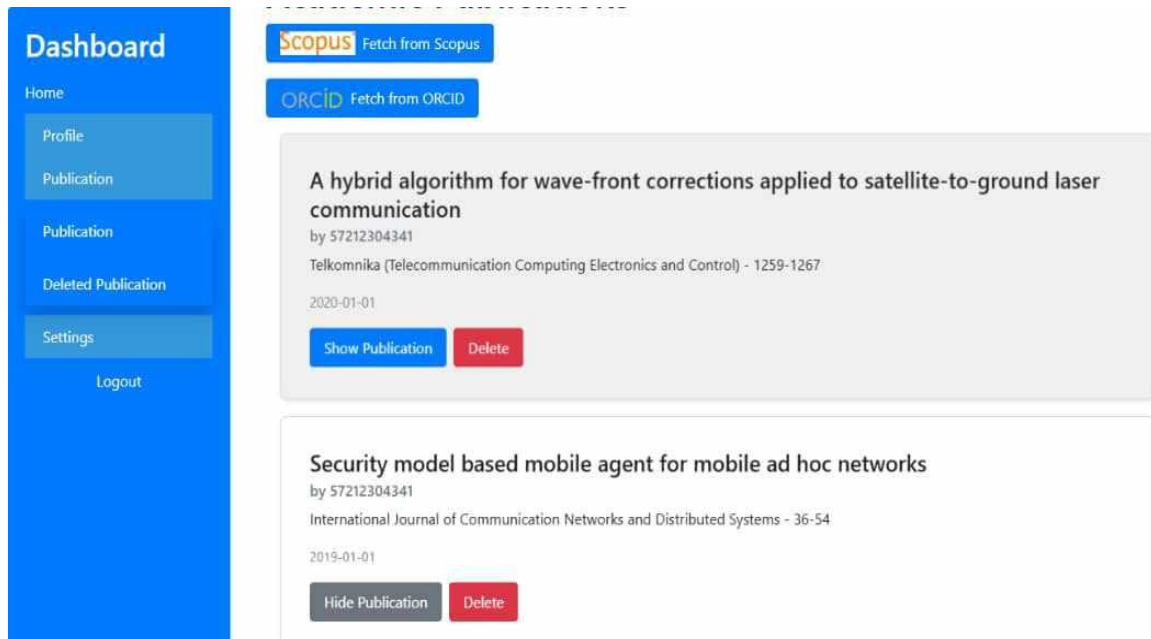 Dashboard
Home
Profile
Publication
Publication
Deleted Publication
Settings
Logout
Scopus Fetch from Scopus
ORCID Fetch from ORCID
A hybrid algorithm for wave-front corrections applied to satellite-to-ground laser
communication
by 57212304341
Telkomnika (Telecommunication Computing Electronics and Control) - 1259-1267
2020-01-01
Show Publication Delete
Security model based mobile agent for mobile ad hoc networks
by 57212304341
International Journal of Communication Networks and Distributed Systems - 36-54
2019-01-01
Hide Publication Delete